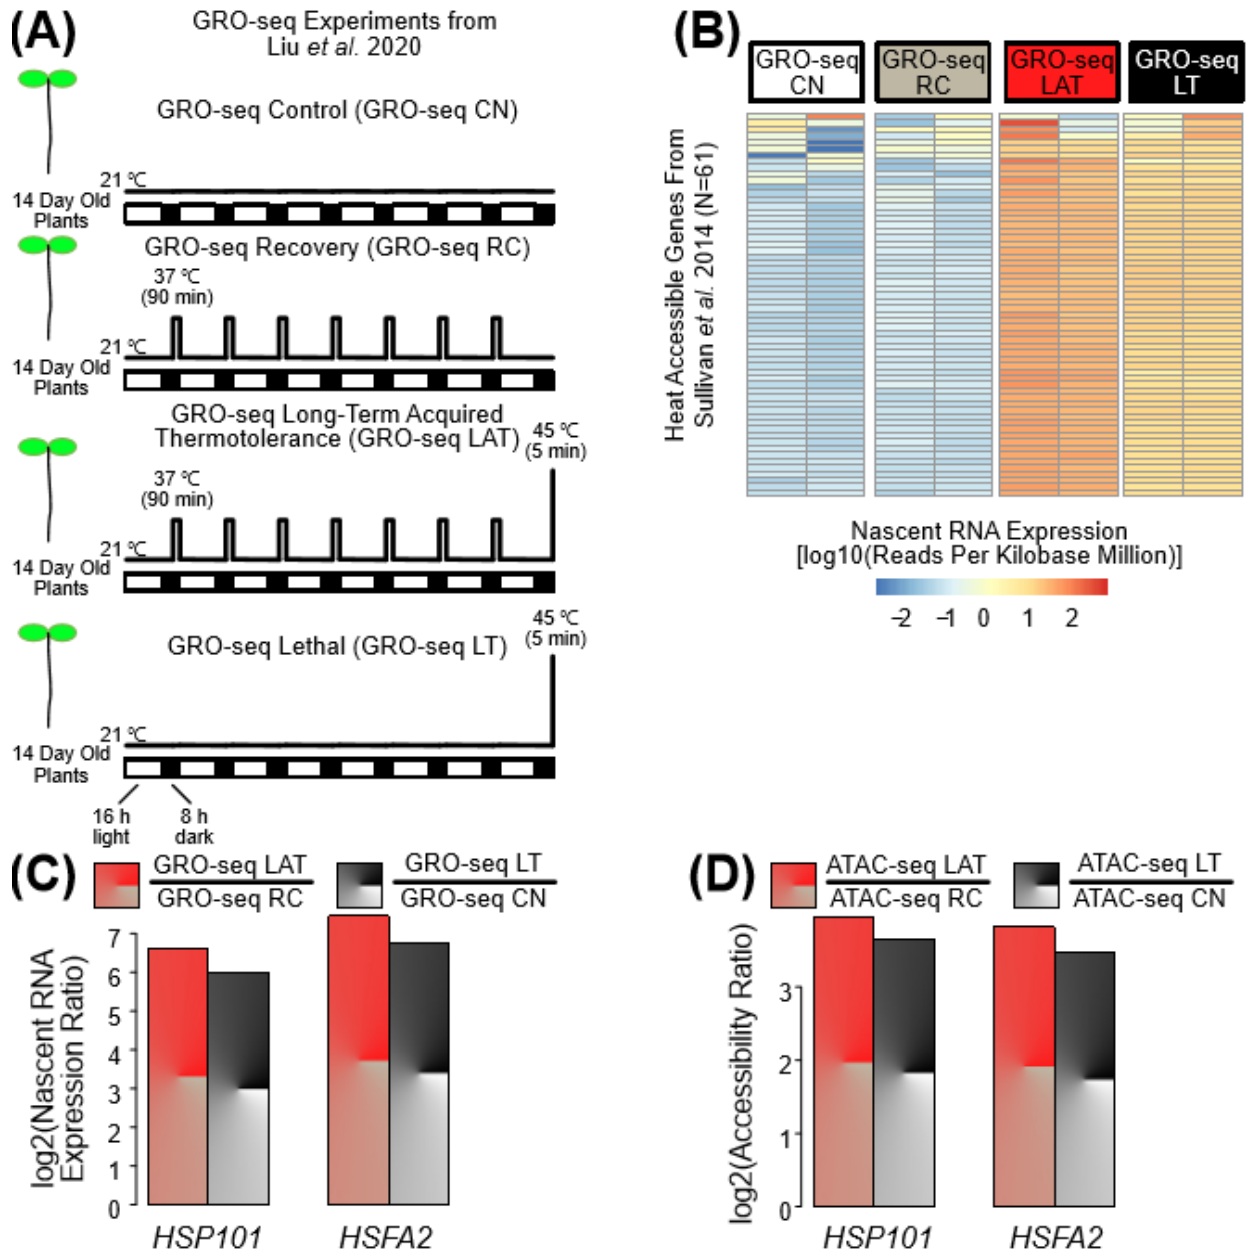 (A)
GRO-seq Experiments from
Liu et al. 2020
GRO-seq Control (GRO-seq CN)
21 ℃
14 Day Old
Plants
GRO-seq Recovery (GRO-seq RC)
37 ℃
(90 min)
21 ℃
14 Day Old
Plants
GRO-seq Long-Term Acquired
Thermotolerance (GRO-seq LAT)
45 ℃
(5 min)
37 ℃
(90 min)
21 ℃
14 Day Old
Plants
45 ℃
(5 min)
GRO-seq Lethal (GRO-seq LT)
21 ℃
14 Day Old
Plants
16 h
light
8 h
dark
(B)
GRO-seq
CN
GRO-seq
RC
GRO-seq
LAT
GRO-seq
LT
Heat Accessible Genes From
Sullivan et al. 2014 (N=61)
Nascent RNA Expression
[log10(Reads Per Kilobase Million)]
−2 −1 0 1 2
(C)
GRO-seq LAT
GRO-seq RC
GRO-seq LT
GRO-seq CN
log2(Nascent RNA
Expression Ratio)
7
6
5
4
3
2
1
0
HSP101 HSFA2
(D)
ATAC-seq LAT
ATAC-seq RC
ATAC-seq LT
ATAC-seq CN
log2(Accessibility Ratio)
3
2
1
0
HSP101 HSFA2